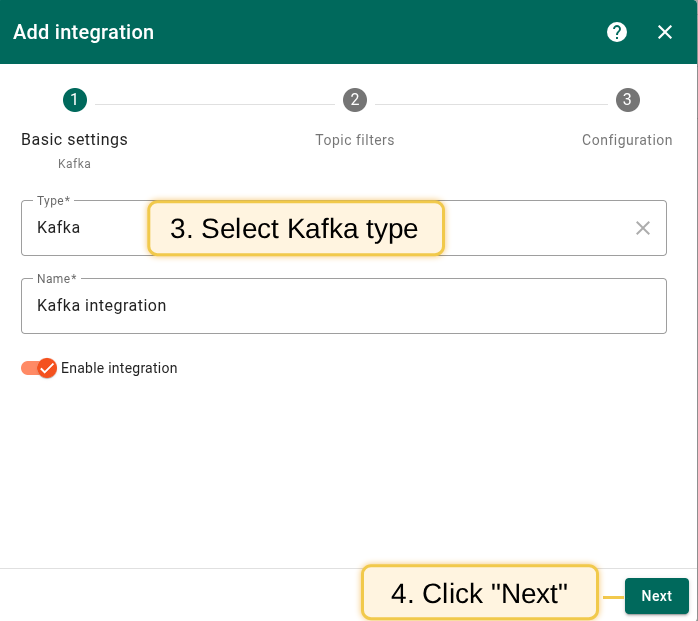 Add integration
?
1
2
3
Basic settings
Topic filters
Configuration
Kafka
Type*
Kafka
3. Select Kafka type
Name*
Kafka integration
Enable integration
4. Click "Next"
Next